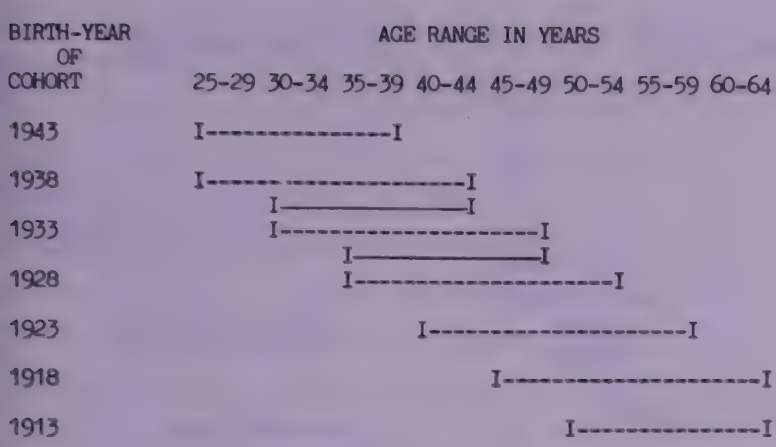 BIRTH-YEAR AGE RANGE IN YEARS
OF
COHORT 25-29 30-34 35-39 40-44 45-49 50-54 55-59 60-64
1943
1938
1933
1928
1923
1918
1913